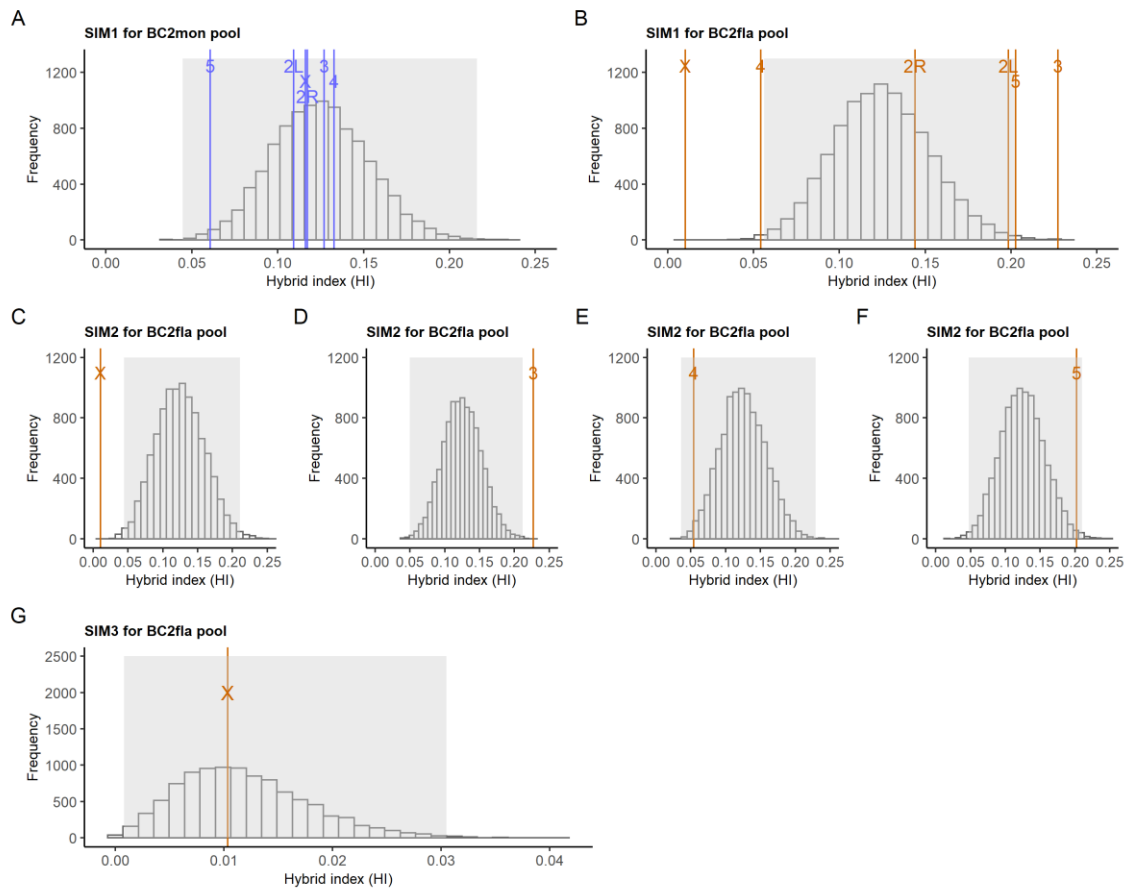 A
SIM1 for BC2mon pool
1200
800
400
0
Frequency
5
2L
X
2R
3
4
0.00 0.05 0.10 0.15 0.20 0.25
Hybrid index (HI)
B
SIM1 for BC2fla pool
1200
800
400
0
Frequency
X
4
2R
2L
5
3
0.00 0.05 0.10 0.15 0.20 0.25
Hybrid index (HI)
C
SIM2 for BC2fla pool
1200
800
400
0
Frequency
X
0.00 0.05 0.10 0.15 0.20 0.25
Hybrid index (HI)
D
SIM2 for BC2fla pool
1200
800
400
0
Frequency
3
0.00 0.05 0.10 0.15 0.20 0.25
Hybrid index (HI)
E
SIM2 for BC2fla pool
1200
800
400
0
Frequency
4
0.00 0.05 0.10 0.15 0.20 0.25
Hybrid index (HI)
F
SIM2 for BC2fla pool
1200
800
400
0
Frequency
5
0.00 0.05 0.10 0.15 0.20 0.25
Hybrid index (HI)
G
SIM3 for BC2fla pool
2500
2000
1500
1000
500
0
Frequency
X
0.00 0.01 0.02 0.03 0.04
Hybrid index (HI)